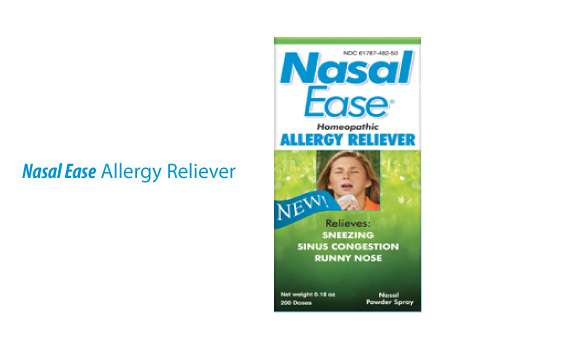 Nasal Ease Allergy Reliever
NDC 61787-482-50
Nasal
Ease®
Homeopathic
ALLERGY RELIEVER
NEW!
Relieves:
SNEEZING
SINUS CONGESTION
RUNNY NOSE
Net weight 0.18 oz
200 Doses
Nasal
Powder Spray